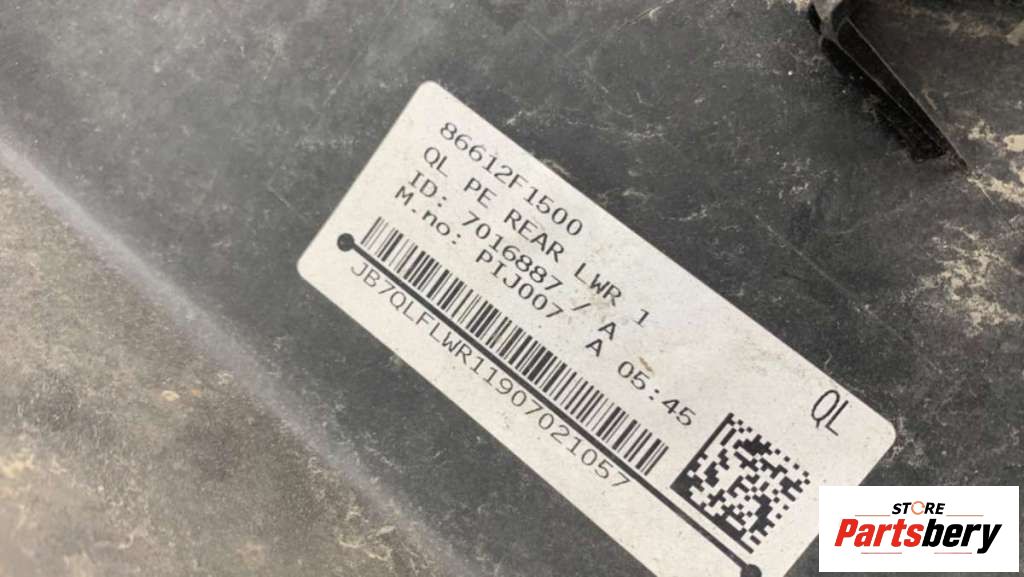 86612F1500
QL PE REAR LWR 1
ID: 7016887 / A
M.no: PIJ007 A 05:45
JB7QLFLWR11907021057
QL
STORE
Partsbery